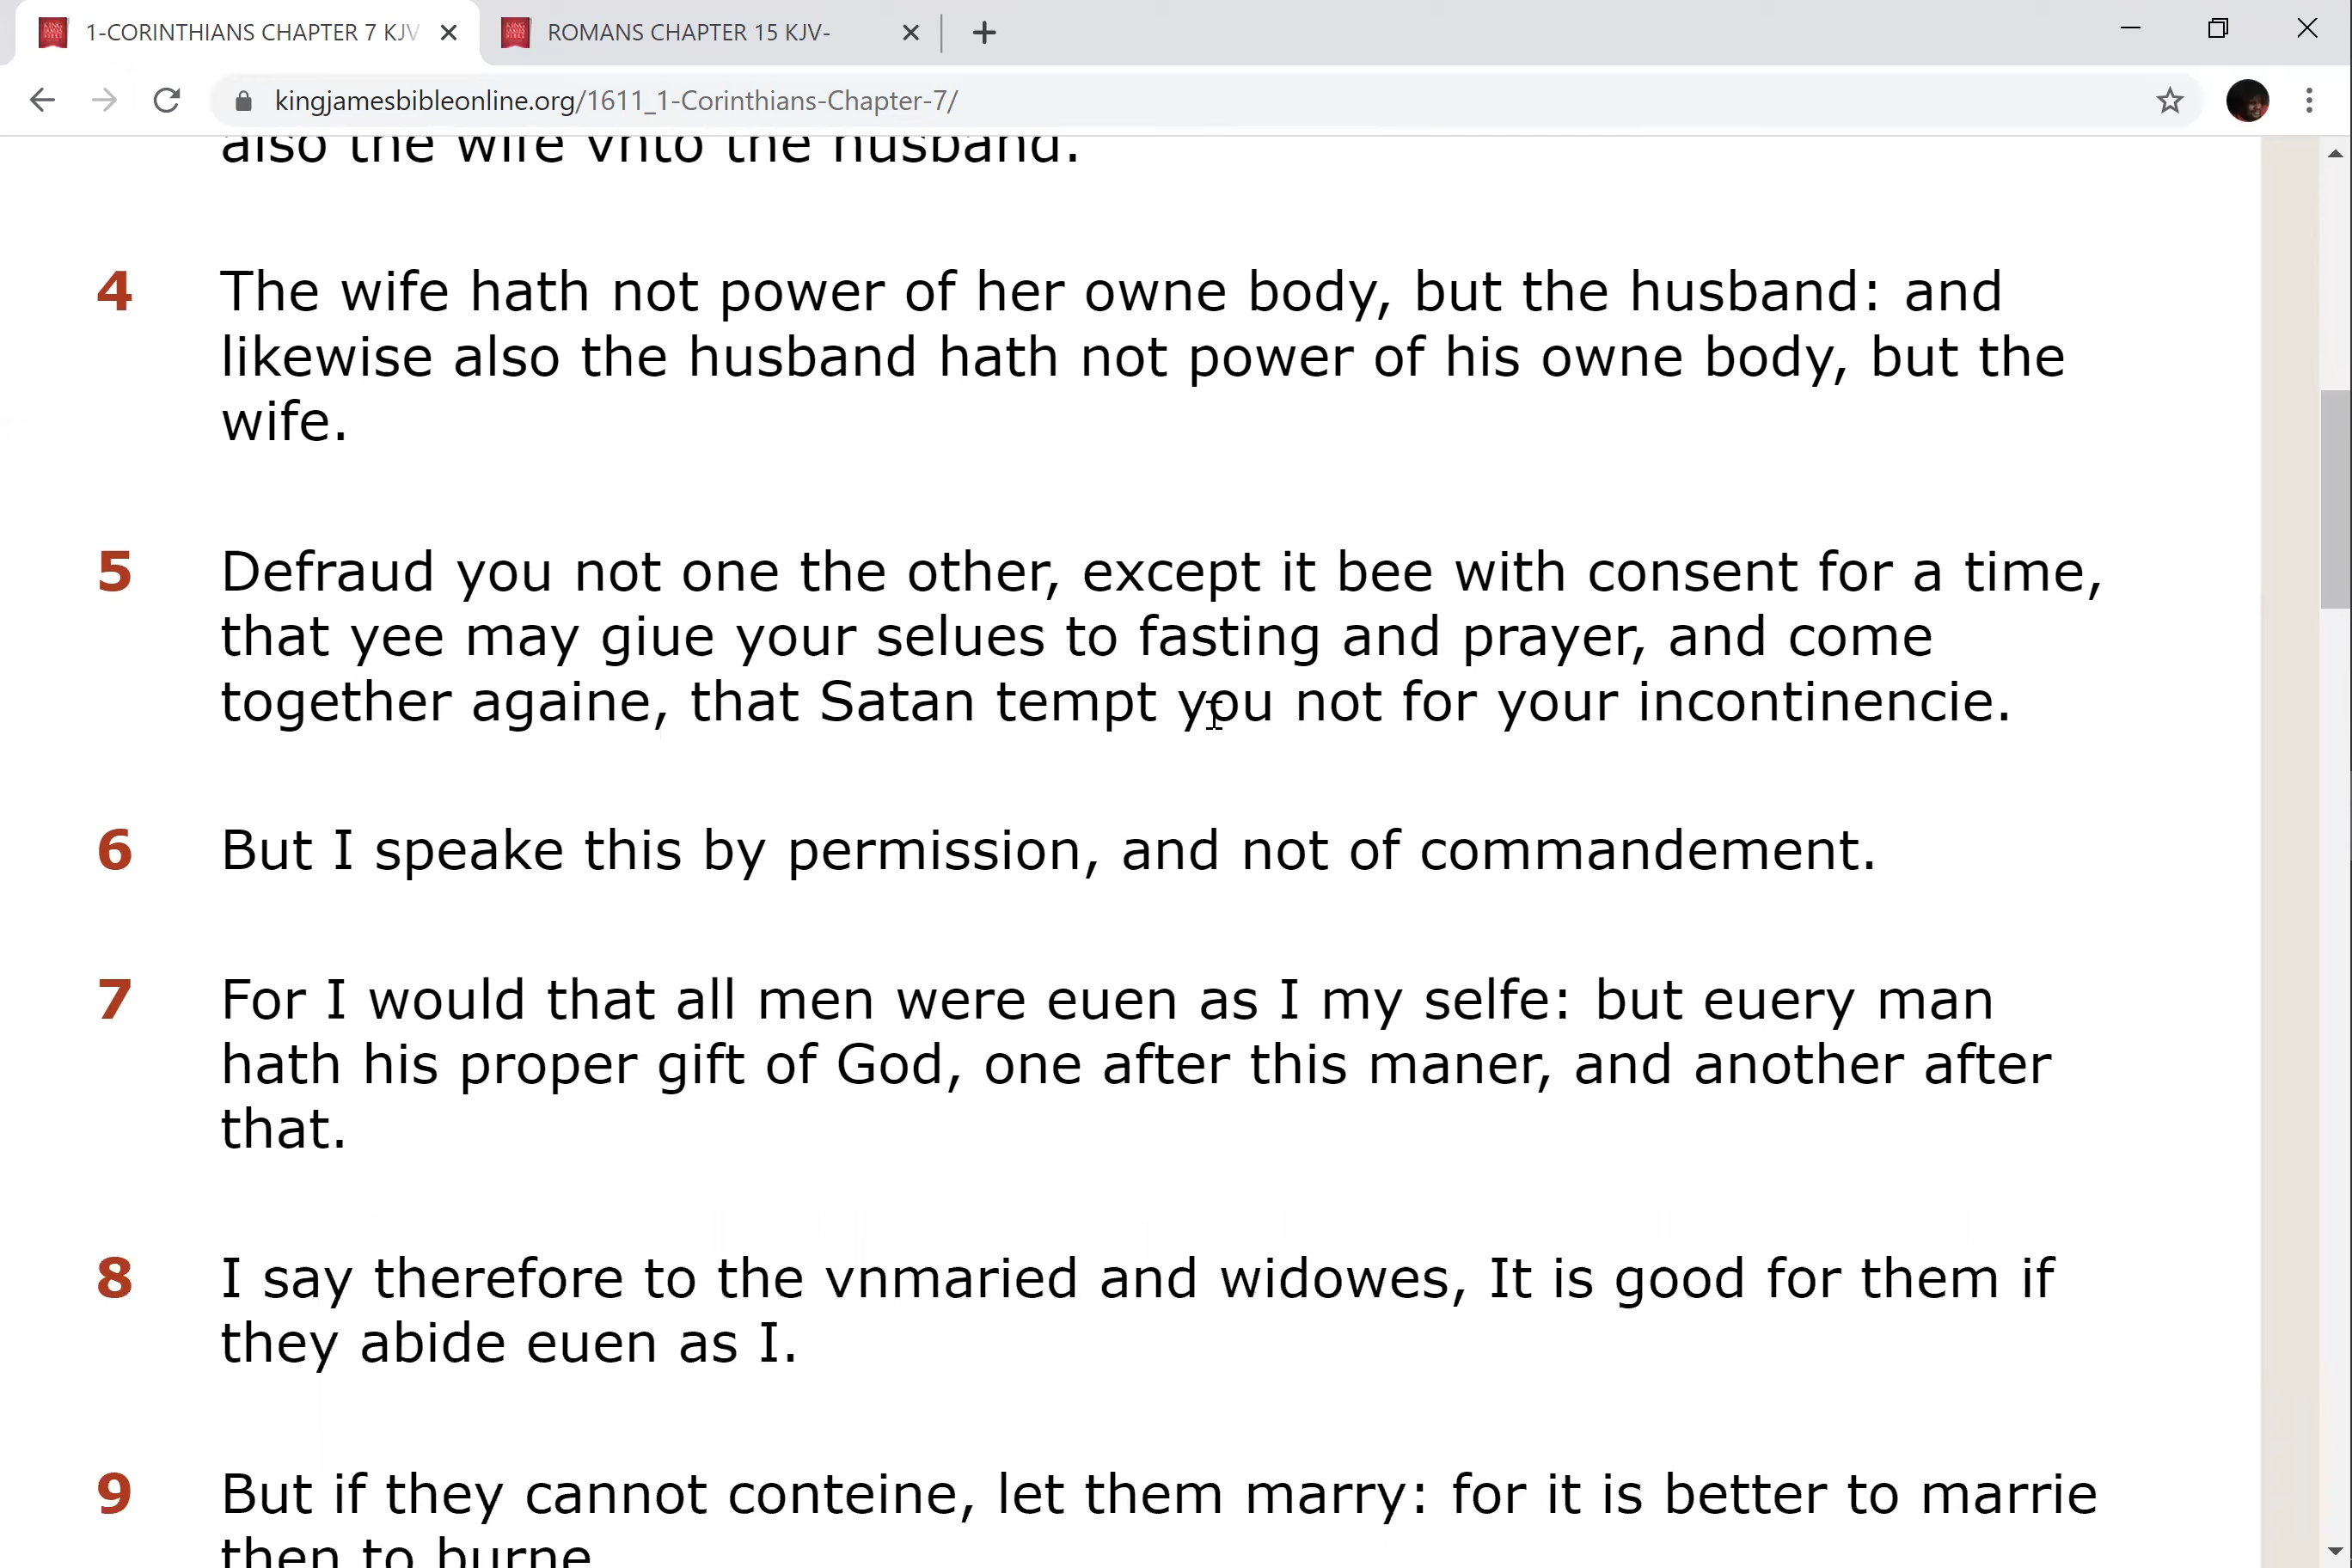 1-CORINTHIANS CHAPTER 7 KJV
ROMANS CHAPTER 15 KJV-
kingjamesbibleonline.org/1611_1-Corinthians-Chapter-7/
also the wife vnto the husband.
4 The wife hath not power of her owne body, but the husband: and
likewise also the husband hath not power of his owne body, but the
wife.
5 Defraud you not one the other, except it bee with consent for a time,
that yee may giue your selues to fasting and prayer, and come
together againe, that Satan tempt you not for your incontinencie.
6 But I speake this by permission, and not of commandement.
7 For I would that all men were euen as I my selfe: but euery man
hath his proper gift of God, one after this maner, and another after
that.
8 I say therefore to the vnmaried and widowes, It is good for them if
they abide euen as I.
9 But if they cannot conteine, let them marry: for it is better to marrie
then to burne